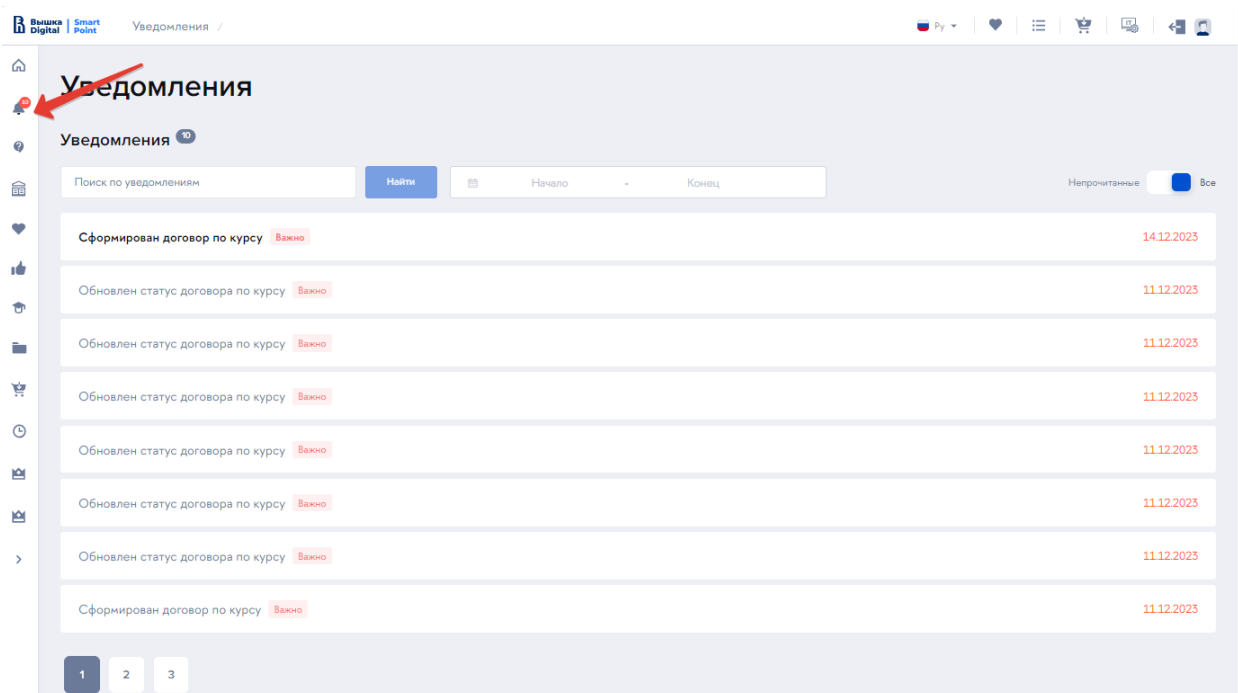 Вышка Digital | Smart Point Уведомления / Ру
Уведомления
Уведомления 10
Поиск по уведомлениям Найти Начало - Конец Непрочитанные Все
Сформирован договор по курсу Важно 14.12.2023
Обновлен статус договора по курсу Важно 11.12.2023
Обновлен статус договора по курсу Важно 11.12.2023
Обновлен статус договора по курсу Важно 11.12.2023
Обновлен статус договора по курсу Важно 11.12.2023
Обновлен статус договора по курсу Важно 11.12.2023
Обновлен статус договора по курсу Важно 11.12.2023
Сформирован договор по курсу Важно 11.12.2023
1 2 3